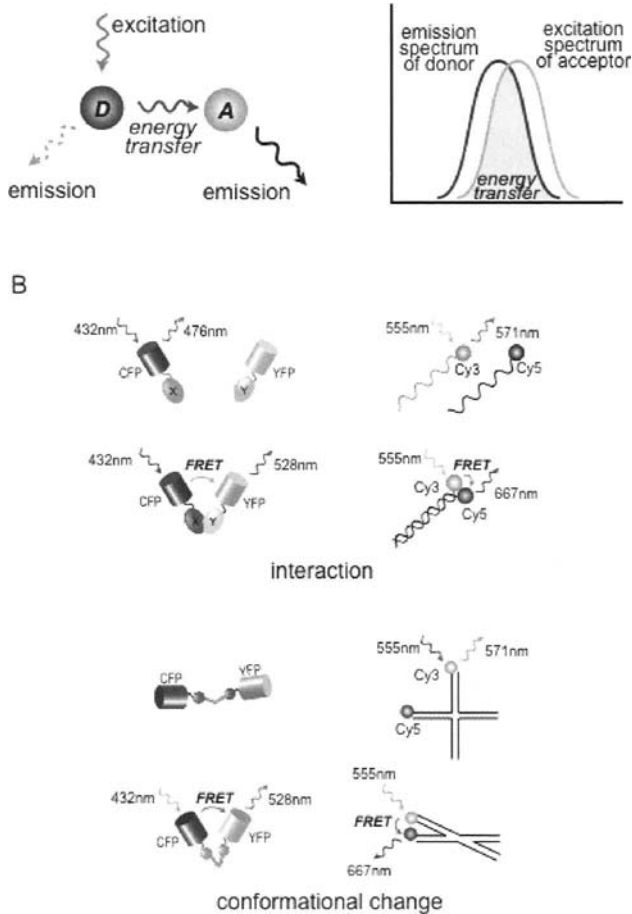 excitation
D
A
energy
transfer
emission
emission
emission
spectrum
of donor
excitation
spectrum
of acceptor
energy
transfer
B
432nm
476nm
CFP
X
Y
YFP
555nm
571nm
Cy3
Cy5
432nm
FRET
528nm
CFP
X
Y
YFP
555nm
FRET
Cy3
667nm
Cy5
interaction
CFP
YFP
555nm
571nm
Cy3
Cy5
432nm
FRET
528nm
CFP
YFP
555nm
FRET
667nm
conformational change